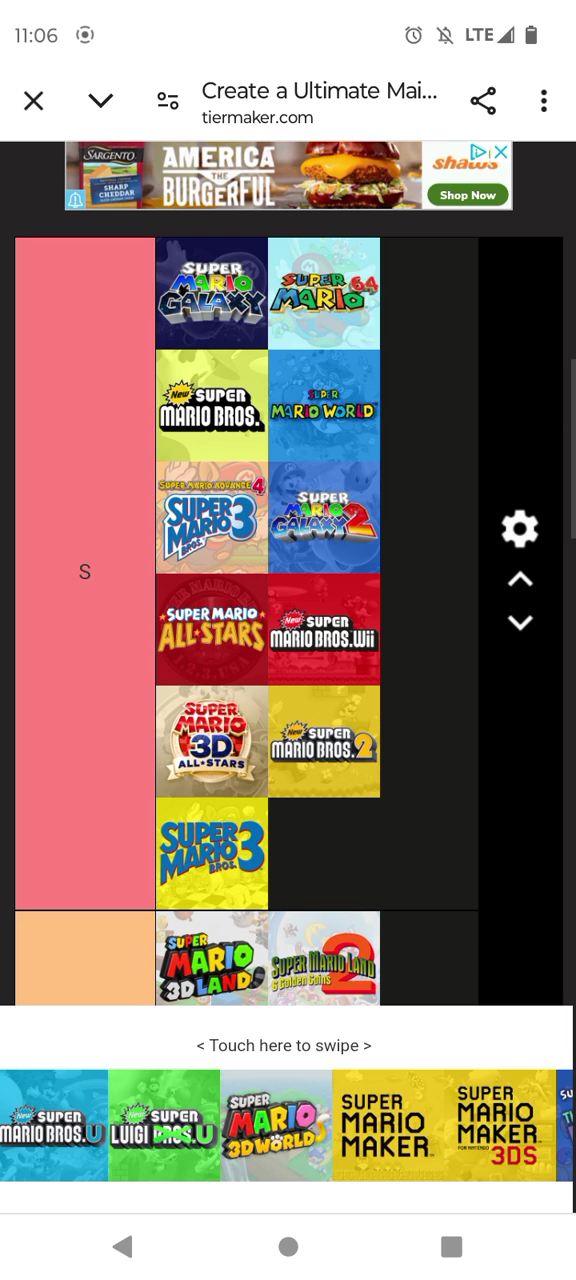 11:06
LTE
Create a Ultimate Mai...
tiermaker.com
SARGENTO
SHARP
CHEDDAR
AMERICA
THE
BURGERFUL
shaws
Shop Now
S
SUPER
MARIO
GALAXY
SUPER
MARIO 64
New SUPER
MARIO BROS.
SUPER
MARIO WORLD
SUPER MARIO ADVANCE 4
SUPER
MARIO 3
BROS.
SUPER
MARIO
GALAXY 2
SUPER MARIO
ALL★STARS
New SUPER
MARIO BROS.Wii
SUPER
MARIO
3D
ALL★STARS
New SUPER
MARIO BROS.2
SUPER
MARIO 3
BROS.
SUPER
MARIO
3D LAND
SUPER MARIO LAND
2
6 Golden Coins
< Touch here to swipe >
New SUPER
MARIO BROS.U
New SUPER
LUIGI BROS.U
SUPER
MARIO
3D WORLD
SUPER
MARIO
MAKER
SUPER
MARIO
MAKER
FOR NINTENDO 3DS